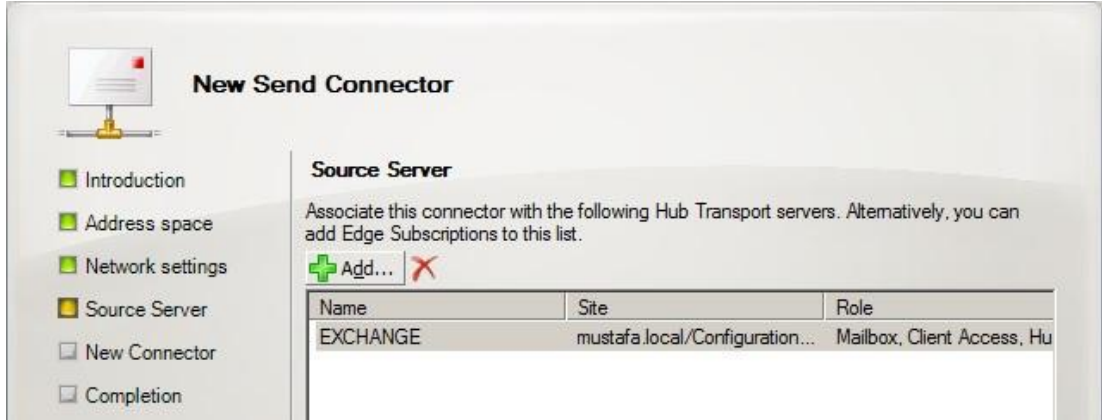 New Send Connector
Introduction
Address space
Network settings
Source Server
New Connector
Completion
Source Server
Associate this connector with the following Hub Transport servers. Alternatively, you can
add Edge Subscriptions to this list.
Add...
Name Site Role
EXCHANGE mustafa.local/Configuration... Mailbox, Client Access, Hu